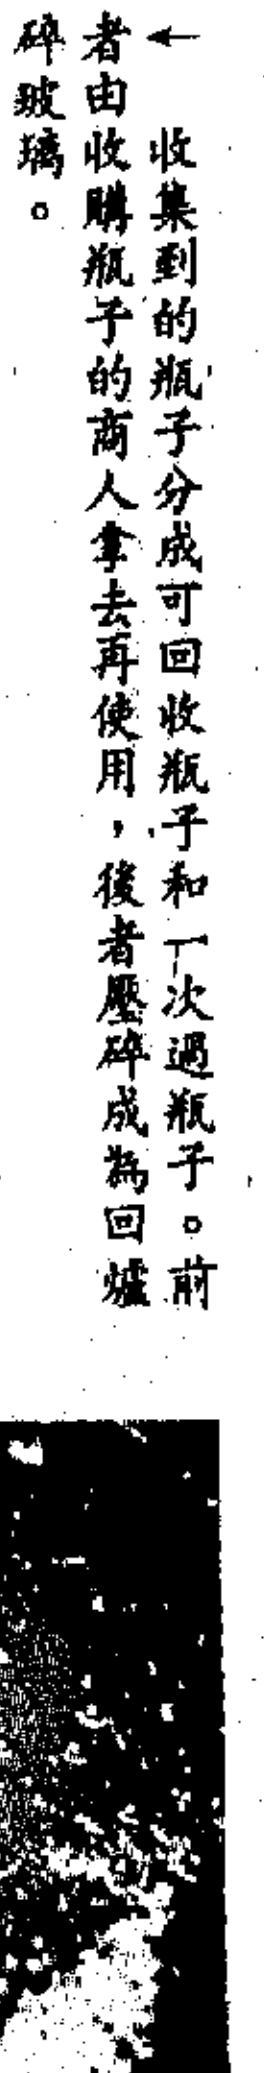 ← 收集到的瓶子分成可回收瓶子和一次過瓶子。前
者由收購瓶子的商人拿去再使用，後者壓碎成為回爐
碎玻璃。